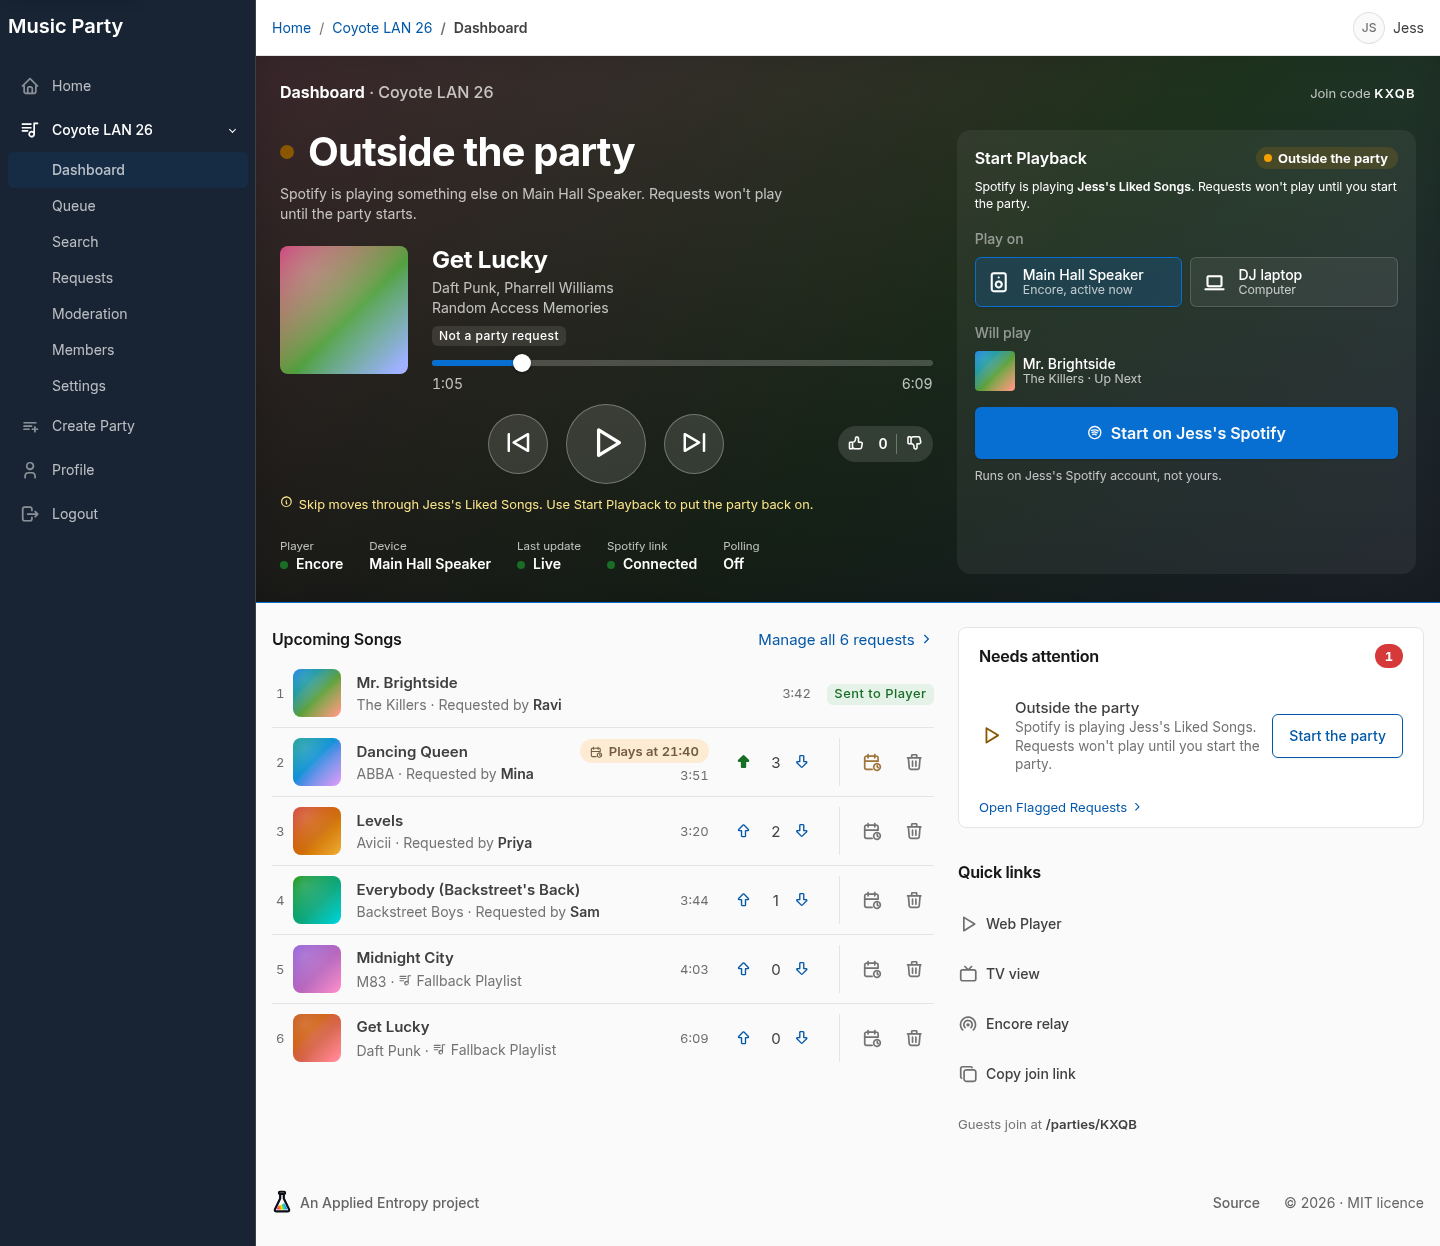 Music Party
Home
Coyote LAN 26
Dashboard
Queue
Search
Requests
Moderation
Members
Settings
Create Party
Profile
Logout
Home / Coyote LAN 26 / Dashboard
JS Jess
Dashboard · Coyote LAN 26
Join code KXQB
Outside the party
Spotify is playing something else on Main Hall Speaker. Requests won't play
until the party starts.
Get Lucky
Daft Punk, Pharrell Williams
Random Access Memories
Not a party request
1:05 6:09
0
Skip moves through Jess's Liked Songs. Use Start Playback to put the party back on.
Player Device Last update Spotify link Polling
Encore Main Hall Speaker Live Connected Off
Start Playback Outside the party
Spotify is playing Jess's Liked Songs. Requests won't play until you start
the party.
Play on
Main Hall Speaker
Encore, active now
DJ laptop
Computer
Will play
Mr. Brightside
The Killers · Up Next
Start on Jess's Spotify
Runs on Jess's Spotify account, not yours.
Upcoming Songs Manage all 6 requests
1 Mr. Brightside 3:42 Sent to Player
The Killers · Requested by Ravi
2 Dancing Queen Plays at 21:40 3
ABBA · Requested by Mina 3:51
3 Levels 3:20 2
Avicii · Requested by Priya
4 Everybody (Backstreet's Back) 3:44 1
Backstreet Boys · Requested by Sam
5 Midnight City 4:03 0
M83 · Fallback Playlist
6 Get Lucky 6:09 0
Daft Punk · Fallback Playlist
Needs attention 1
Outside the party
Spotify is playing Jess's Liked Songs.
Requests won't play until you start the
party.
Start the party
Open Flagged Requests
Quick links
Web Player
TV view
Encore relay
Copy join link
Guests join at /parties/KXQB
An Applied Entropy project
Source © 2026 · MIT licence